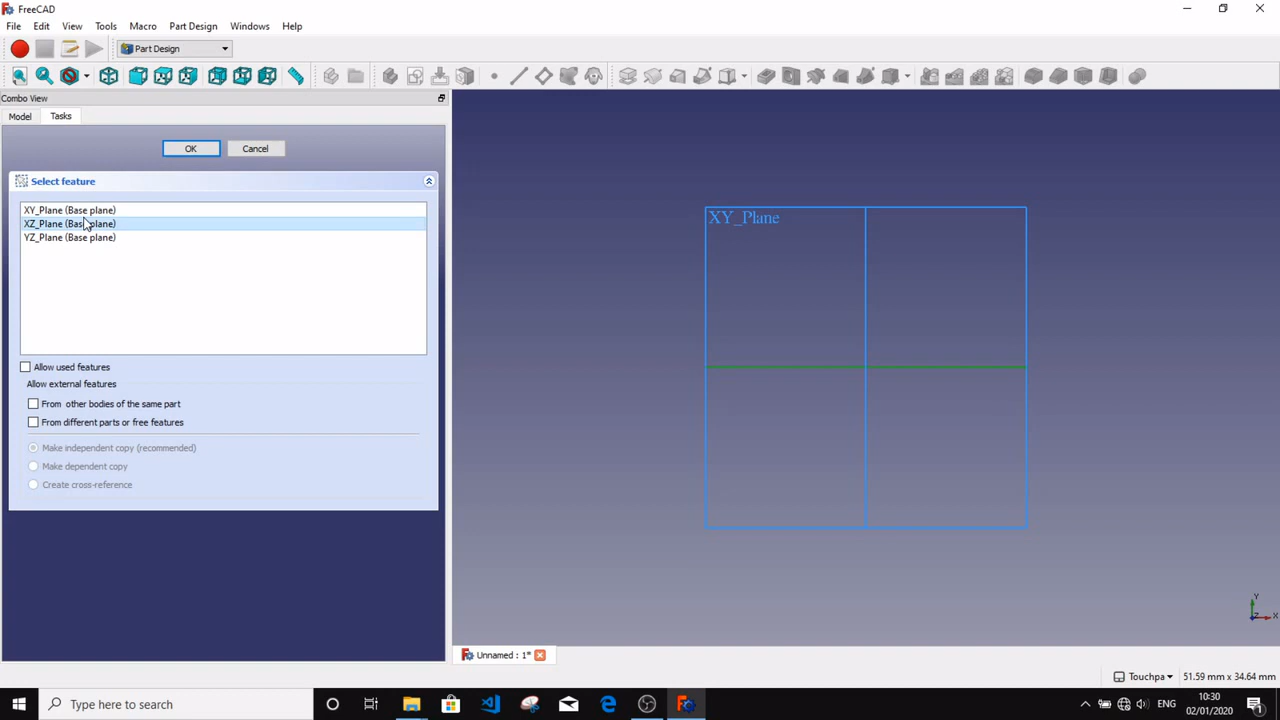 FreeCAD
File Edit View Tools Macro Part Design Windows Help
Part Design
Combo View
Model Tasks
OK Cancel
Select feature
XY_Plane (Base plane)
XZ_Plane (Base plane)
YZ_Plane (Base plane)
Allow used features
Allow external features
From other bodies of the same part
From different parts or free features
Make independent copy (recommended)
Make dependent copy
Create cross-reference
XY_Plane
Y
Z X
Unnamed : 1*
Touchpa 51.59 mm x 34.64 mm
Type here to search
ENG
10:30
02/01/2020
1